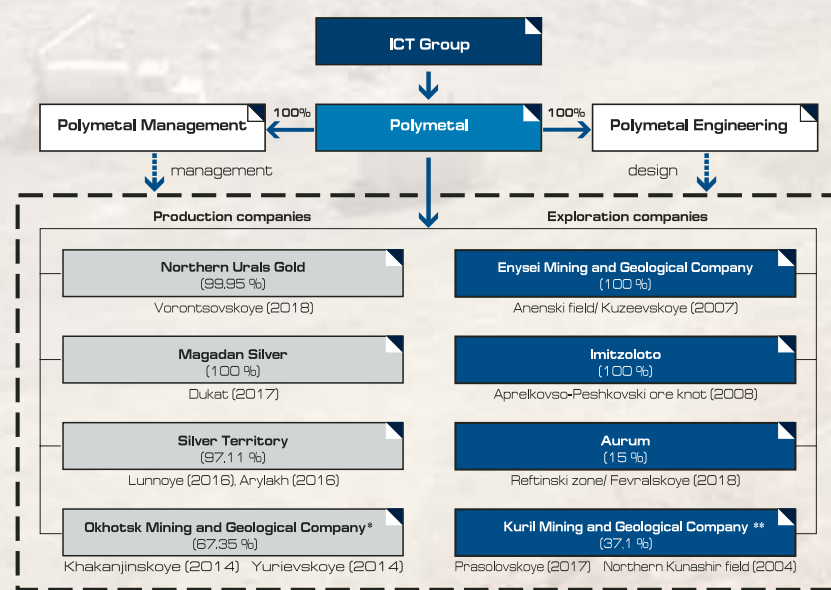 ICT Group
Polymetal Management
100%
Polymetal
100%
Polymetal Engineering
management
design
Production companies
Exploration companies
Northern Urals Gold
(99.95 %)
Vorontsovskoye (2018)
Enysei Mining and Geological Company
(100 %)
Anenski field/ Kuzeevskoye (2007)
Magadan Silver
(100 %)
Dukat (2017)
Imitzoloto
(100 %)
Aprelkovso-Peshkovski ore knot (2008)
Silver Territory
(97,11 %)
Lunnoye (2016), Arylakh (2016)
Aurum
(15 %)
Reftinski zone/ Fevralskoye (2018)
Okhotsk Mining and Geological Company*
(67.35 %)
Khakanjinskoye (2014) Yurievskoye (2014)
Kuril Mining and Geological Company **
(37,1 %)
Prasolovskoye (2017) Northern Kunashir field (2004)